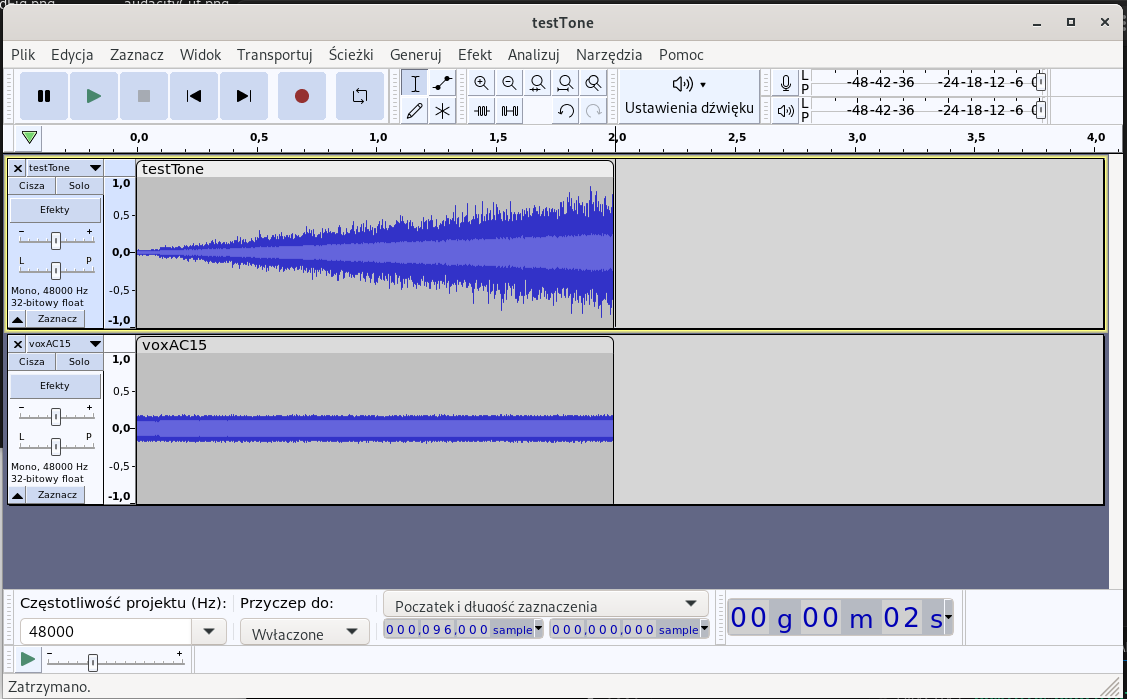 audacityCut.png
testTone
Plik Edycja Zaznacz Widok Transportuj Ścieżki Generuj Efekt Analizuj Narzędzia Pomoc
Ustawienia dźwięku
L
P
-48-42-36 -24-18-12 -6 0
L
P
-48-42-36 -24-18-12 -6 0
0,0 0,5 1,0 1,5 2,0 2,5 3,0 3,5 4,0
testTone
Cisza Solo
Efekty
- +
L P
Mono, 48000 Hz
32-bitowy float
Zaznacz
1,0
0,5
0,0
-0,5
-1,0
testTone
voxAC15
Cisza Solo
Efekty
- +
L P
Mono, 48000 Hz
32-bitowy float
Zaznacz
1,0
0,5
0,0
-0,5
-1,0
voxAC15
Częstotliwość projektu (Hz): Przyczep do:
Początek i długość zaznaczenia
48000 Wyłączone
000,096,000 sample 000,000,000 sample
00 g 00 m 02 s
- +
Zatrzymano.